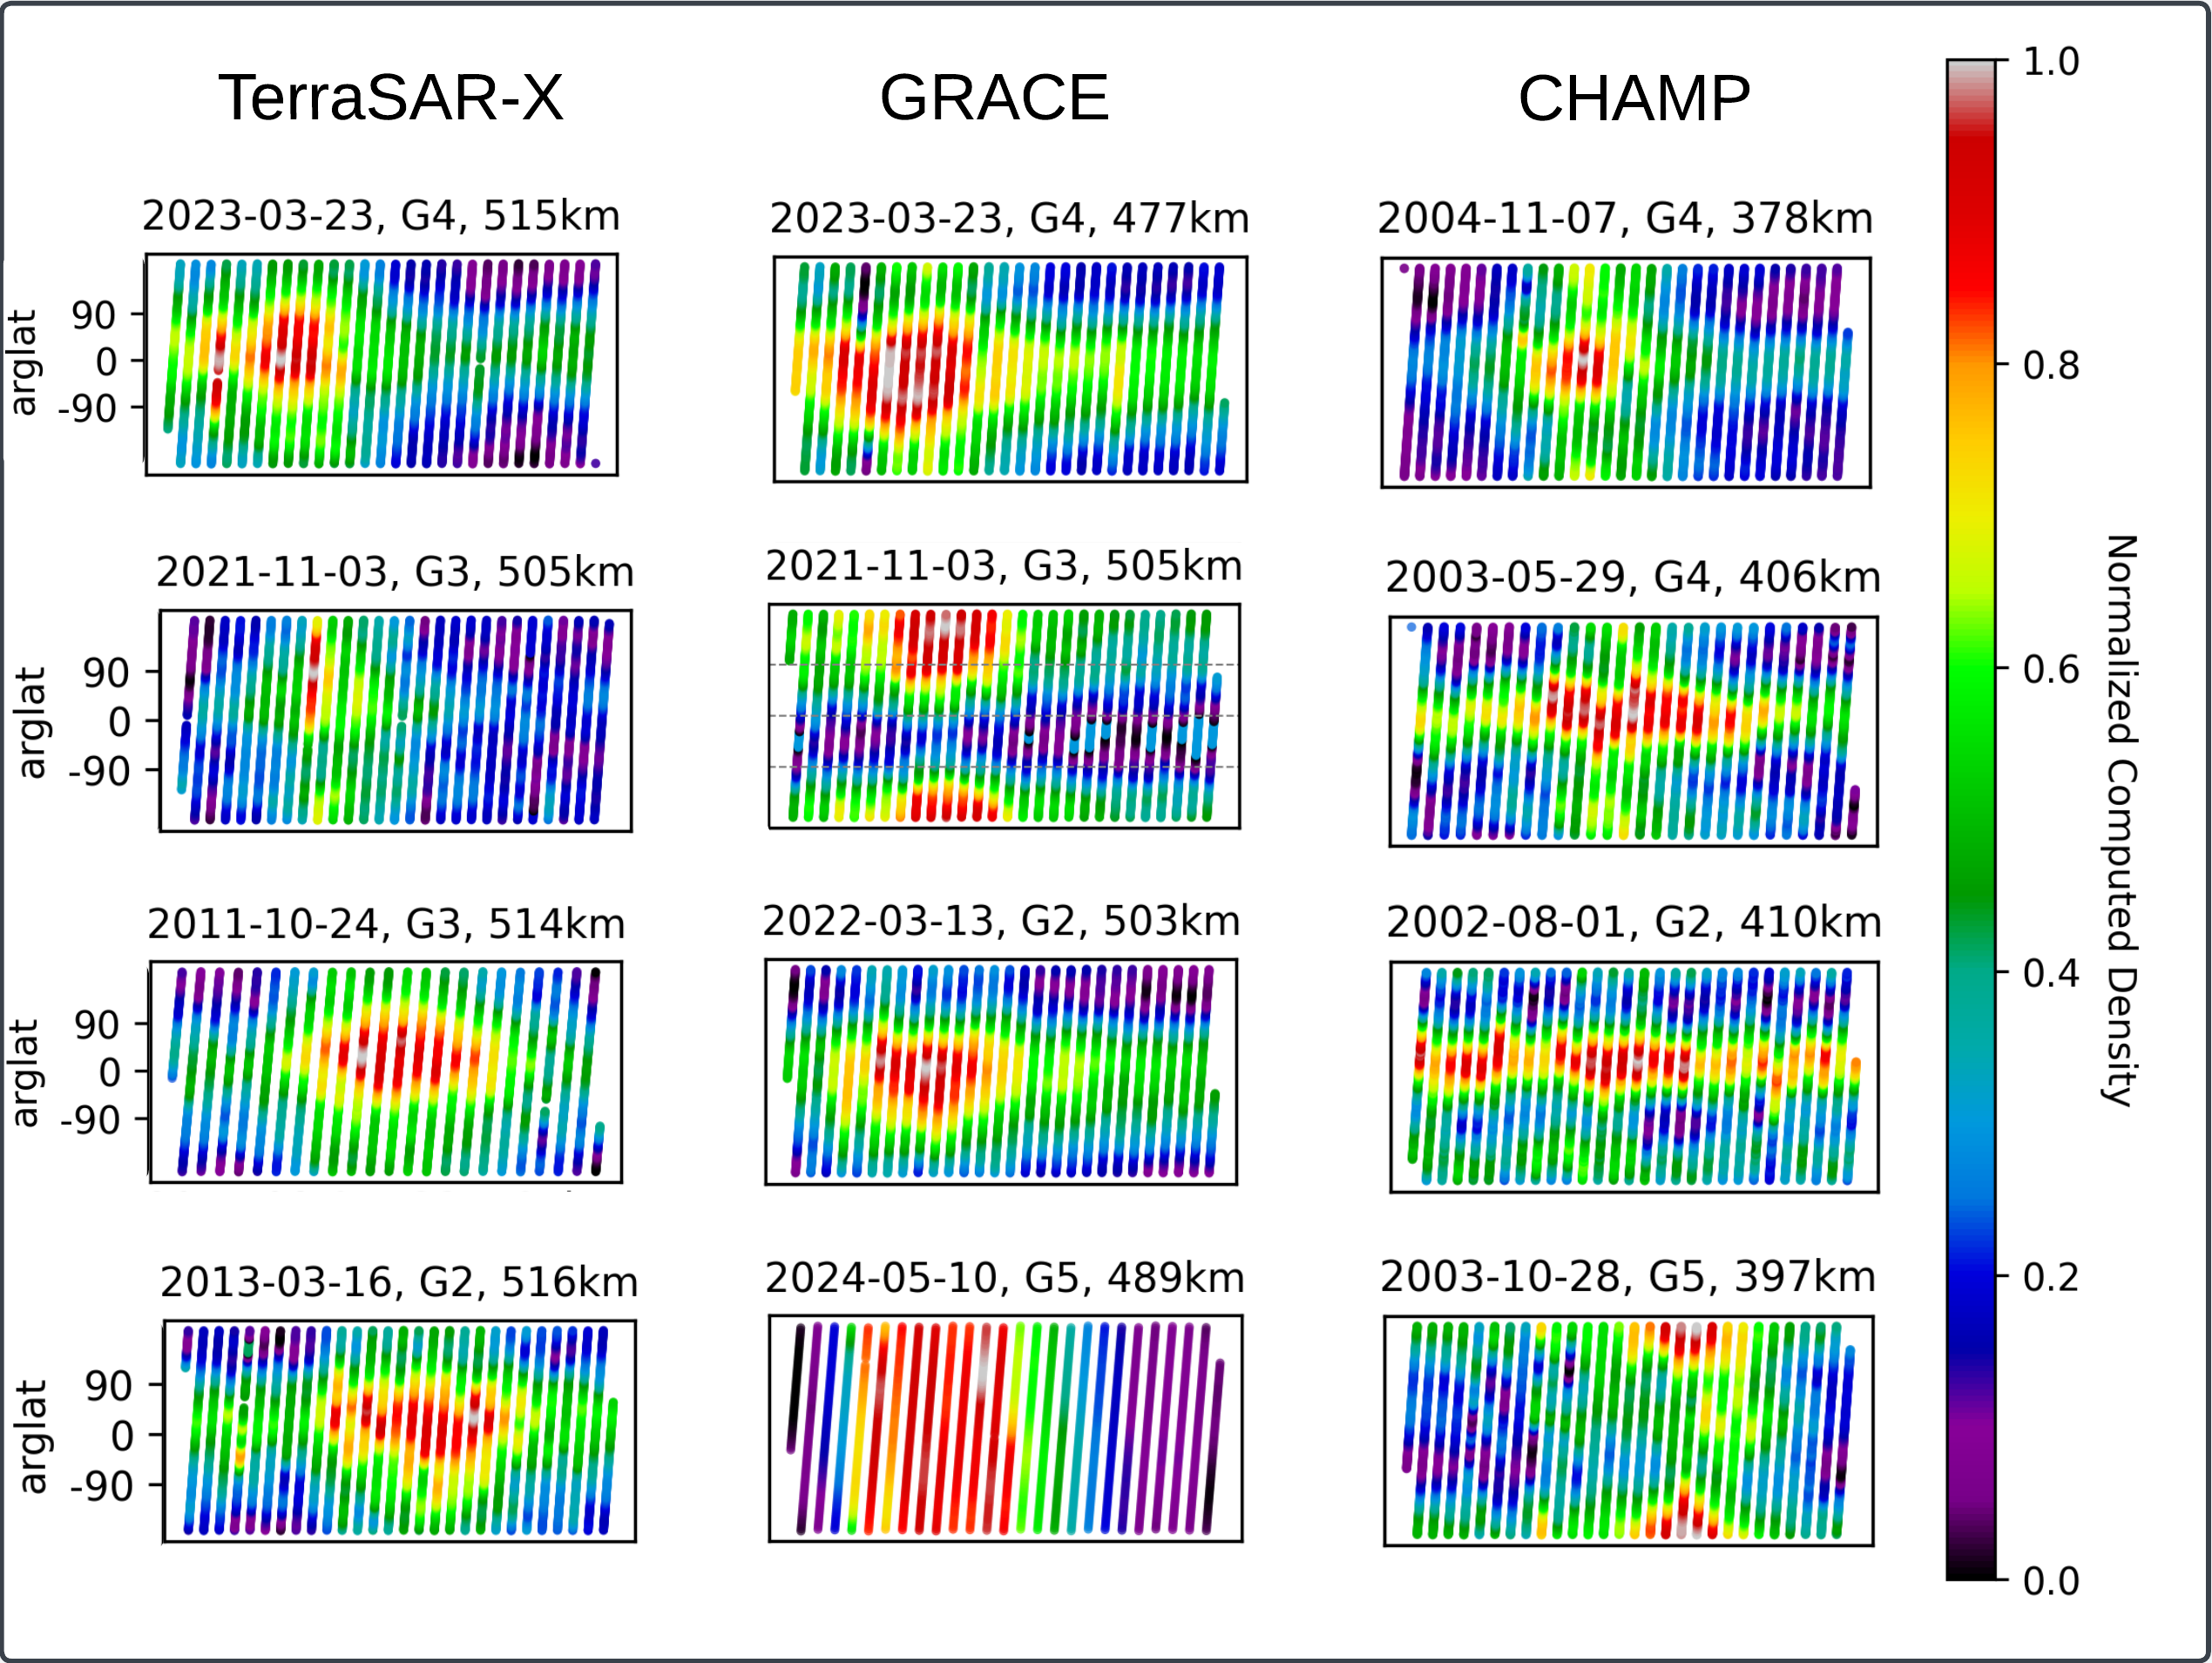 TerraSAR-X GRACE CHAMP
2023-03-23, G4, 515km
2023-03-23, G4, 477km
2004-11-07, G4, 378km
arglat
90
0
-90
2021-11-03, G3, 505km
2021-11-03, G3, 505km
2003-05-29, G4, 406km
arglat
90
0
-90
2011-10-24, G3, 514km
2022-03-13, G2, 503km
2002-08-01, G2, 410km
arglat
90
0
-90
2013-03-16, G2, 516km
2024-05-10, G5, 489km
2003-10-28, G5, 397km
arglat
90
0
-90
1.0
0.8
0.6
0.4
0.2
0.0
Normalized Computed Density